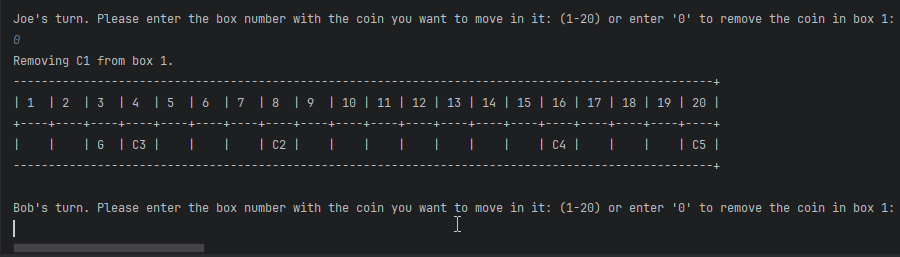 Joe's turn. Please enter the box number with the coin you want to move in it: (1-20) or enter '0' to remove the coin in box 1:
0
Removing C1 from box 1.
----------------------------------------------------------------------------------------------------+
| 1  | 2  | 3  | 4  | 5  | 6  | 7  | 8  | 9  | 10 | 11 | 12 | 13 | 14 | 15 | 16 | 17 | 18 | 19 | 20 |
+----+----+----+----+----+----+----+----+----+----+----+----+----+----+----+----+----+----+----+----+
|    |    | G  | C3 |    |    |    | C2 |    |    |    |    |    |    |    | C4 |    |    |    | C5 |
----------------------------------------------------------------------------------------------------+
Bob's turn. Please enter the box number with the coin you want to move in it: (1-20) or enter '0' to remove the coin in box 1: